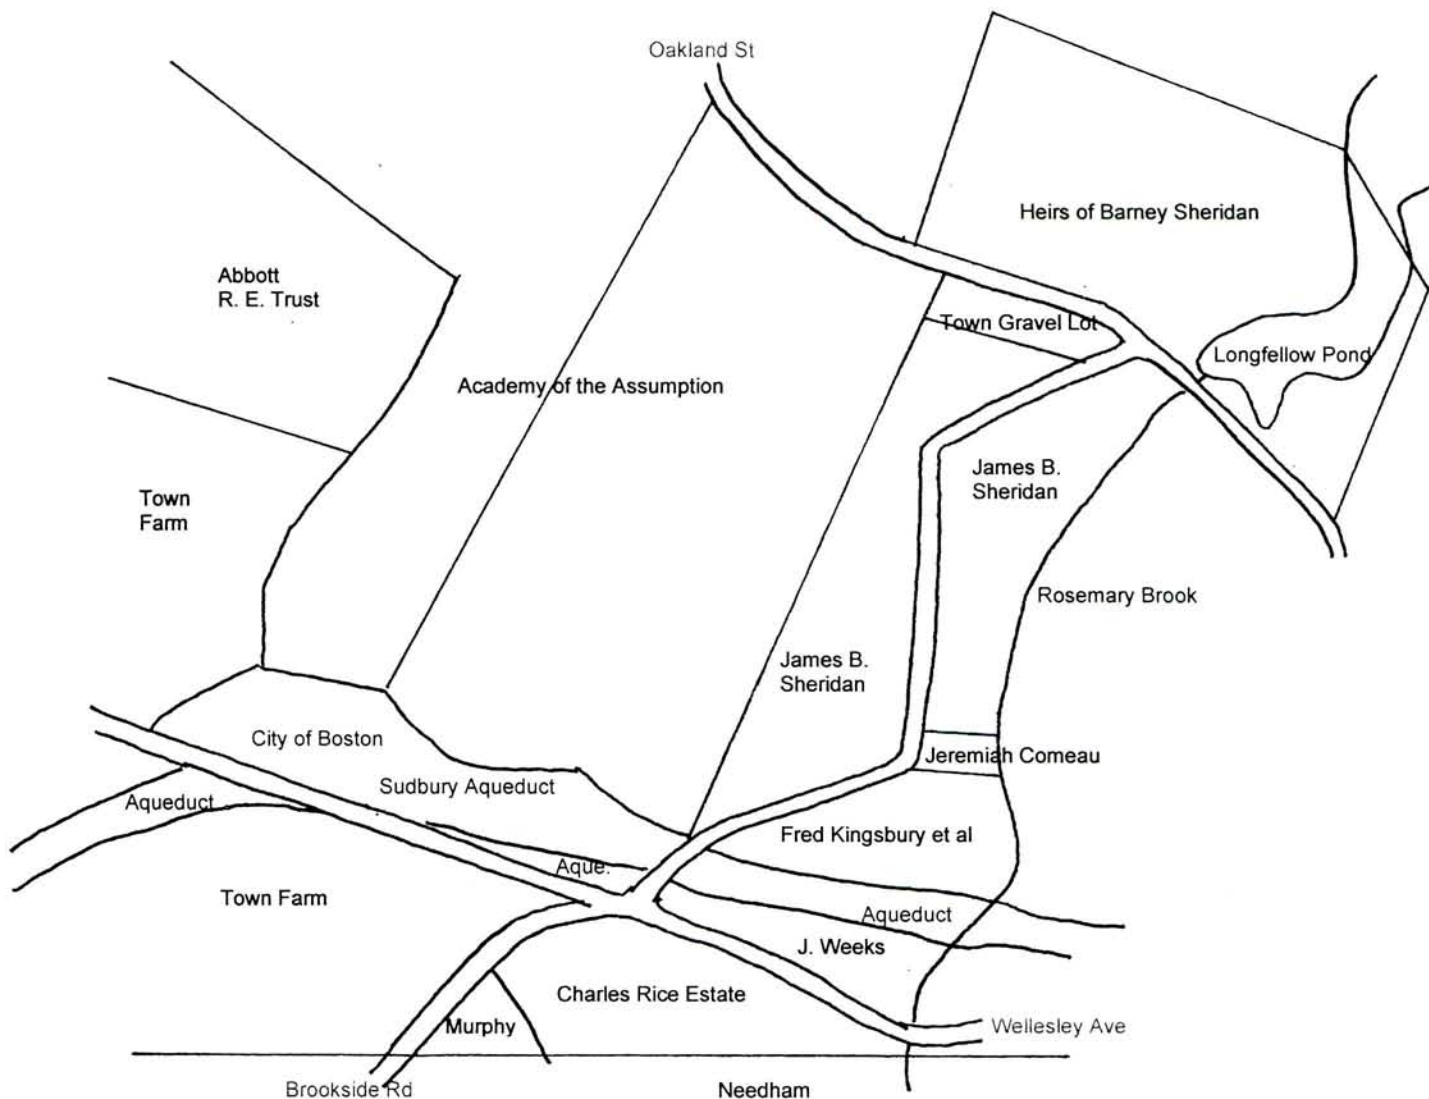 Oakland St
Heirs of Barney Sheridan
Abbott
R. E. Trust
Town Gravel Lot
Longfellow Pond
Academy of the Assumption
James B.
Sheridan
Town
Farm
Rosemary Brook
James B.
Sheridan
City of Boston
Jeremiah Comeau
Sudbury Aqueduct
Aqueduct
Fred Kingsbury et al
Aque.
Town Farm
Aqueduct
J. Weeks
Charles Rice Estate
Murphy
Wellesley Ave
Brookside Rd
Needham